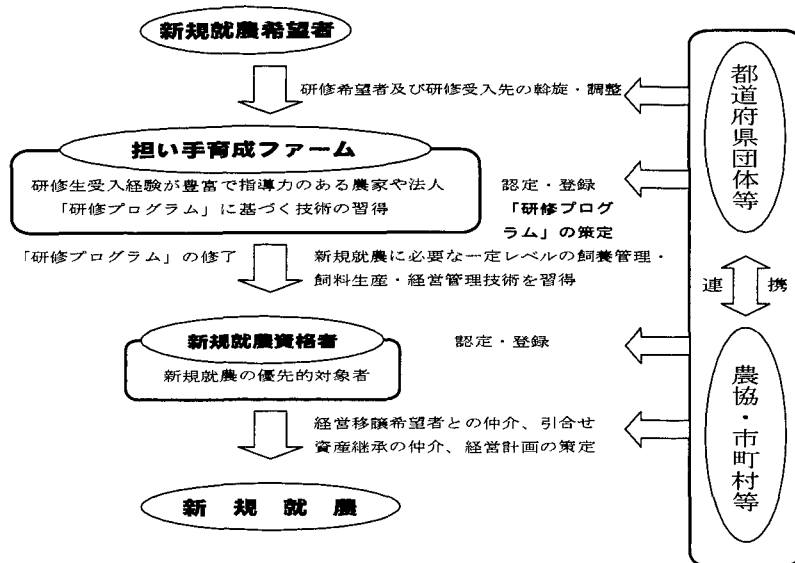 新規就農希望者
研修希望者及び研修受入先の斡旋・調整
担い手育成ファーム
研修生受入経験が豊富で指導力のある農家や法人
「研修プログラム」に基づく技術の習得
認定・登録
「研修プログ
ラム」の策定
「研修プログラム」の修了
新規就農に必要な一定レベルの飼養管理・
飼料生産・経営管理技術を習得
新規就農資格者
新規就農の優先的対象者
認定・登録
経営移譲希望者との仲介、引合せ
資産継承の仲介、経営計画の策定
新規就農
都道府県団体等
連携
農協・市町村等